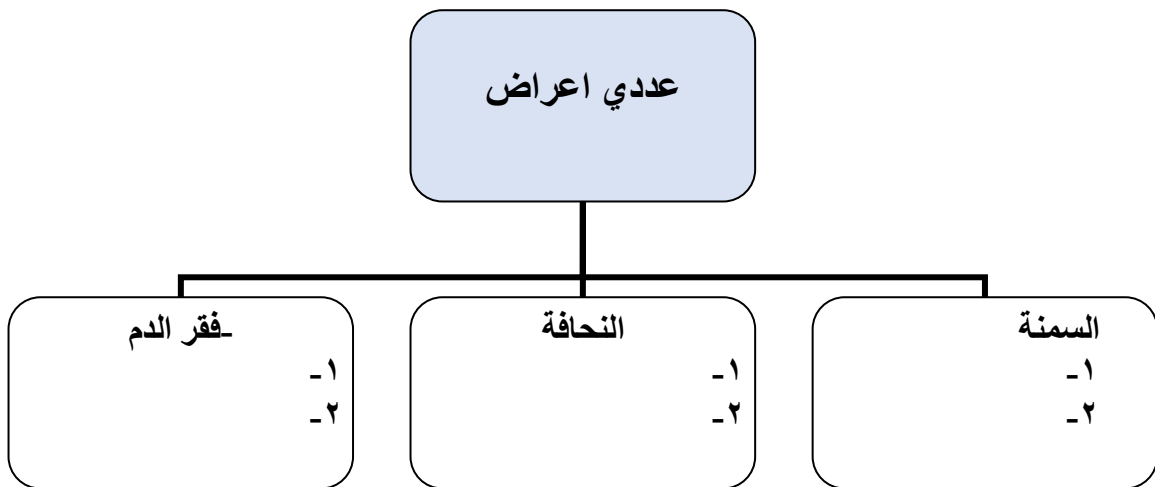 عددي اعراض
السمنة
١-
٢-
النحافة
١-
٢-
-فقر الدم
١-
٢-